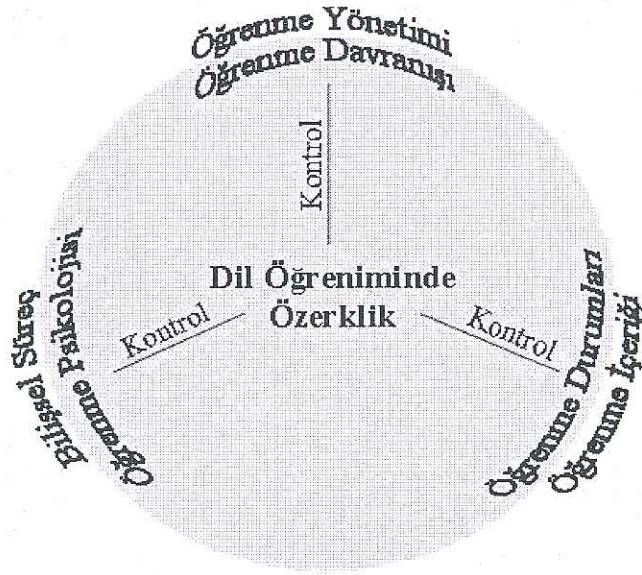 Öğrenme Yönetimi
Öğrenme Davranışı
Kontrol
Dil Öğreniminde
Özerklik
Kontrol
Kontrol
Bilişsel Süreç
Öğrenme Psikolojisi
Öğrenme Durumları
Öğrenme İçeriği